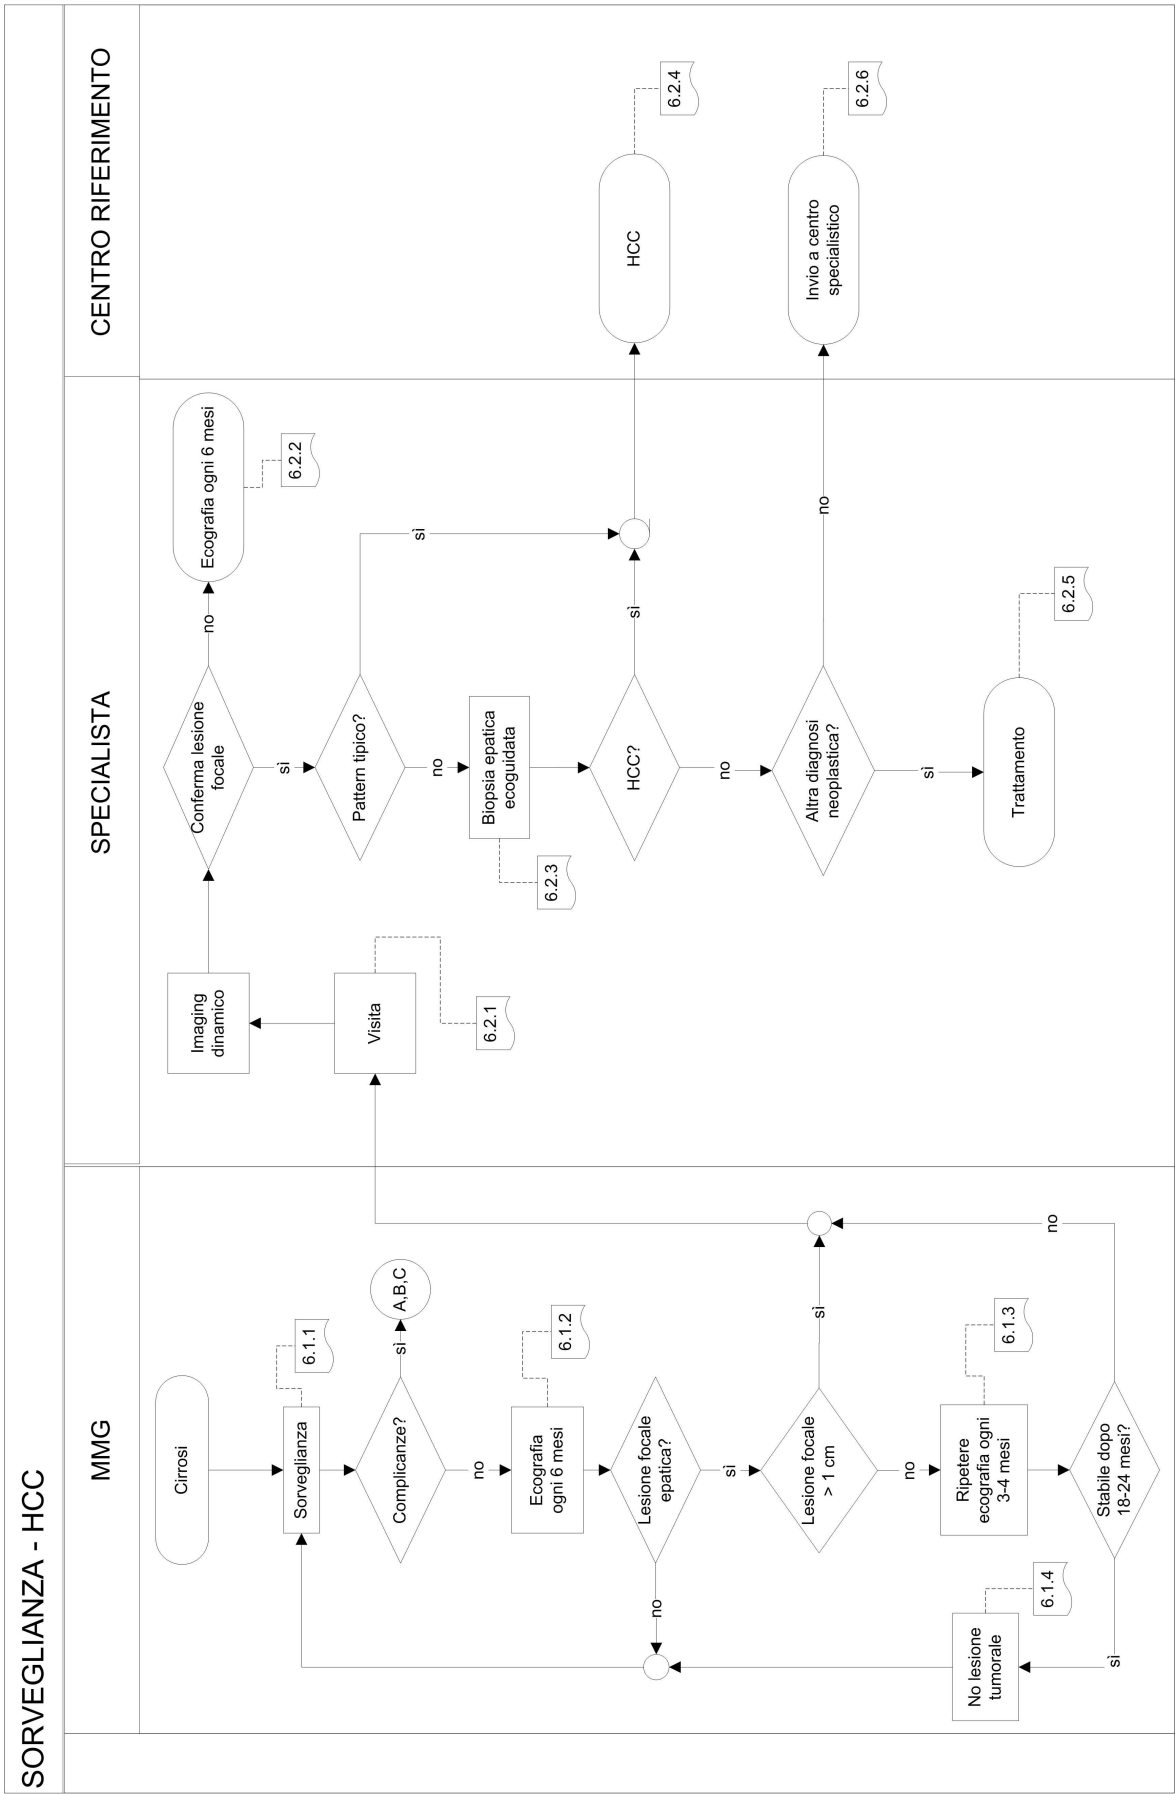 SORVEGLIANZA - HCC
MMG
SPECIALISTA
CENTRO RIFERIMENTO
Cirrosi
Sorveglianza
6.1.1
Complicanze?
sì
A,B,C
no
Ecografia
ogni 6 mesi
6.1.2
Lesione focale
epatica?
no
sì
Lesione focale
> 1 cm
sì
no
Ripetere
ecografia ogni
3-4 mesi
6.1.3
Stabile dopo
18-24 mesi?
no
sì
No lesione
tumorale
6.1.4
Visita
6.2.1
Imaging
dinamico
Conferma lesione
focale
no
Ecografia ogni 6 mesi
6.2.2
sì
Pattern tipico?
sì
no
Biopsia epatica
ecoguidata
6.2.3
HCC?
sì
HCC
6.2.4
no
Altra diagnosi
neoplastica?
no
Invio a centro
specialistico
6.2.6
sì
Trattamento
6.2.5